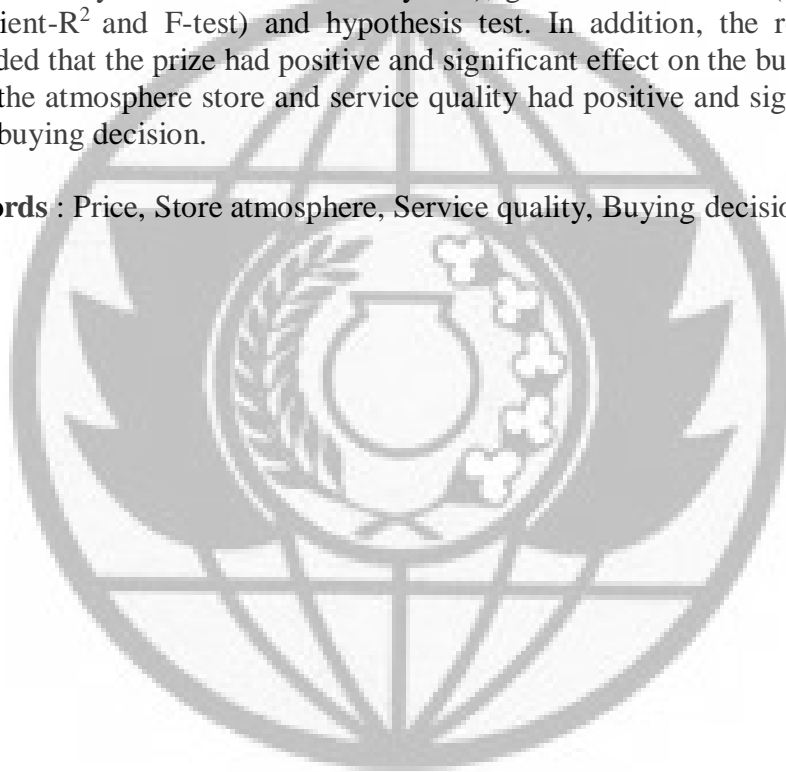 ient-R² and F-test) and hypothesis test. In addition, the r
ded that the prize had positive and significant effect on the bu
the atmosphere store and service quality had positive and sig
buying decision.
ords : Price, Store atmosphere, Service quality, Buying decisio